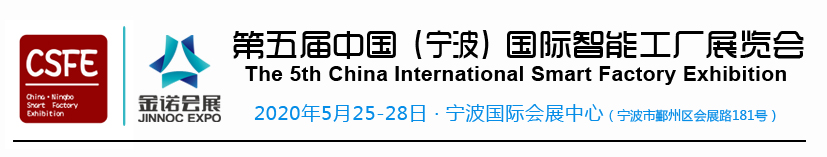 CSFE
China·Ningbo
Smart Factory
Exhibition
金诺会展
JINNOC EXPO
第五届中国（宁波）国际智能工厂展览会
The 5th China International Smart Factory Exhibition
2020年5月25-28日·宁波国际会展中心（宁波市鄞州区会展路181号）